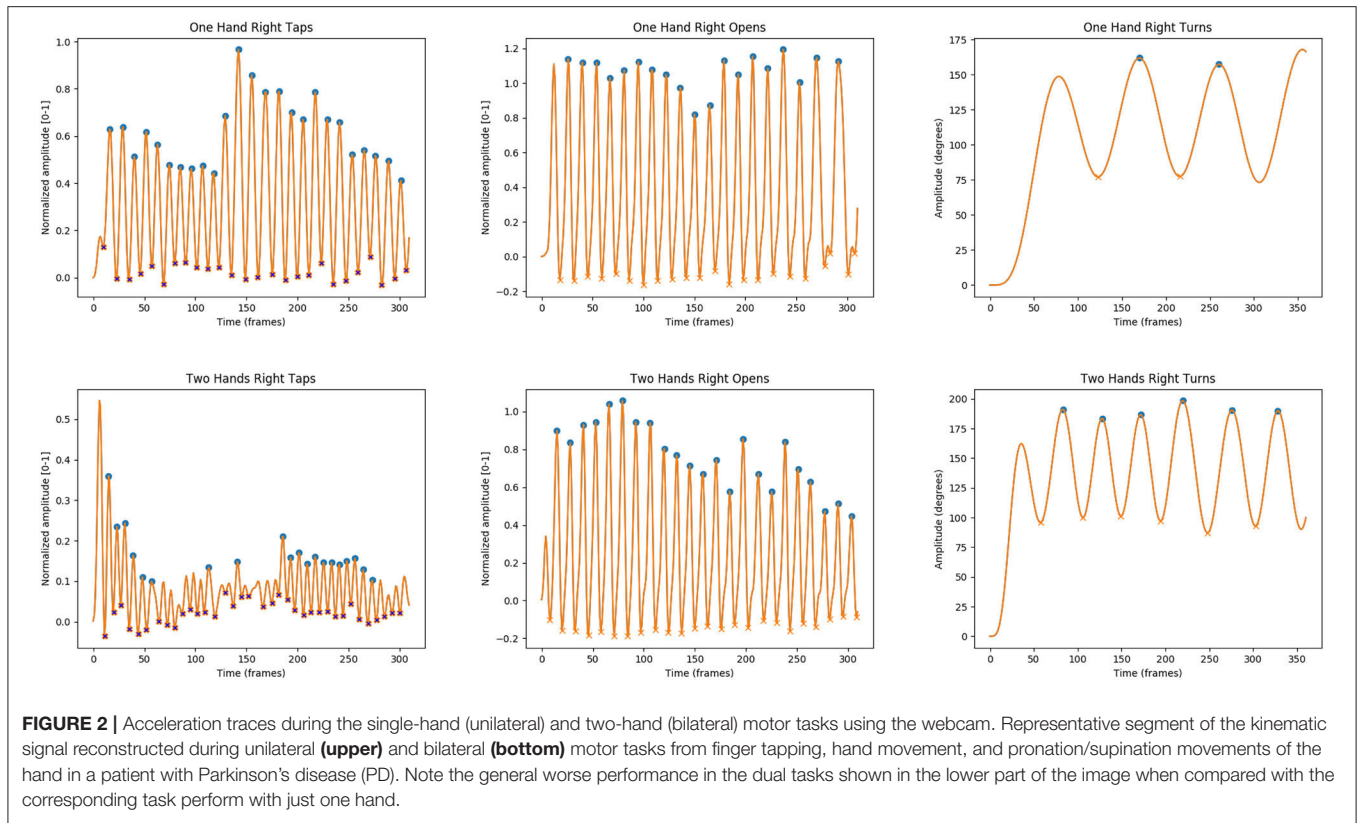 One Hand Right Taps
Normalized amplitude [0-1]
1.0
0.8
0.6
0.4
0.2
0.0
0 50 100 150 200 250 300
Time (frames)
One Hand Right Opens
Normalized amplitude [0-1]
1.2
1.0
0.8
0.6
0.4
0.2
0.0
−0.2
0 50 100 150 200 250 300
Time (frames)
One Hand Right Turns
Amplitude (degrees)
175
150
125
100
75
50
25
0
0 50 100 150 200 250 300 350
Time (frames)
Two Hands Right Taps
Normalized amplitude [0-1]
0.5
0.4
0.3
0.2
0.1
0.0
0 50 100 150 200 250 300
Time (frames)
Two Hands Right Opens
Normalized amplitude [0-1]
1.0
0.8
0.6
0.4
0.2
0.0
−0.2
0 50 100 150 200 250 300
Time (frames)
Two Hands Right Turns
Amplitude (degrees)
200
175
150
125
100
75
50
25
0
0 50 100 150 200 250 300 350
Time (frames)
FIGURE 2 | Acceleration traces during the single-hand (unilateral) and two-hand (bilateral) motor tasks using the webcam. Representative segment of the kinematic
signal reconstructed during unilateral (upper) and bilateral (bottom) motor tasks from finger tapping, hand movement, and pronation/supination movements of the
hand in a patient with Parkinson's disease (PD). Note the general worse performance in the dual tasks shown in the lower part of the image when compared with the
corresponding task perform with just one hand.